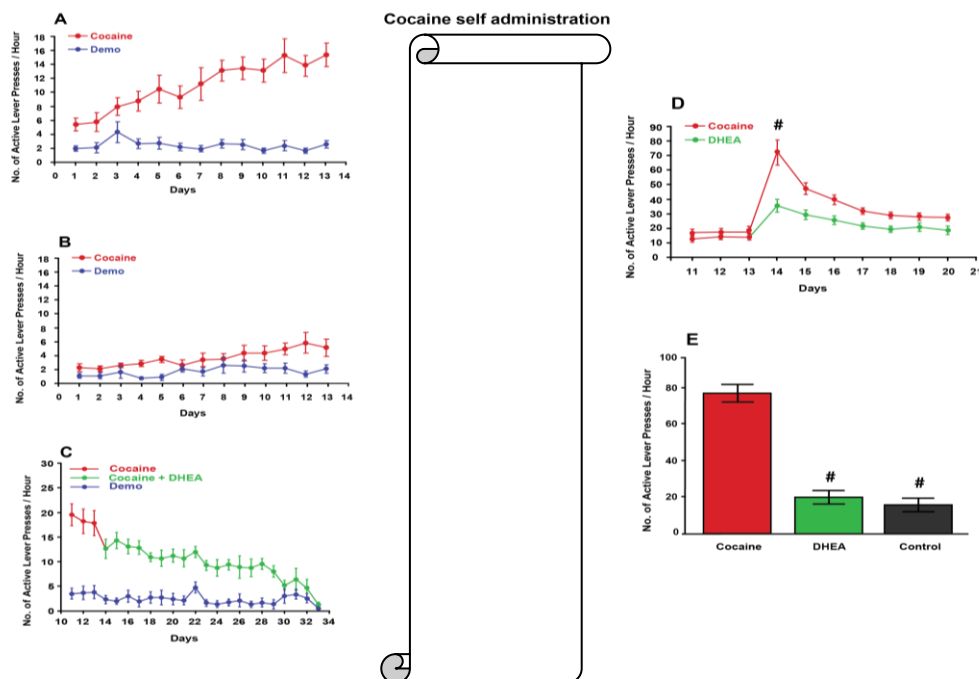 Cocaine self administration
A
Cocaine
Demo
No. of Active Lever Presses / Hour
18
16
14
12
10
8
6
4
2
0
1 2 3 4 5 6 7 8 9 10 11 12 13 14
Days
B
Cocaine
Demo
No. of Active Lever Presses / Hour
18
16
14
12
10
8
6
4
2
0
1 2 3 4 5 6 7 8 9 10 11 12 13 14
Days
C
Cocaine
Cocaine + DHEA
Demo
No. of Active Lever Presses / Hour
30
25
20
15
10
5
0
10 12 14 16 18 20 22 24 26 28 30 32 34
Days
D
#
Cocaine
DHEA
No. of Active Lever Presses / Hour
90
80
70
60
50
40
30
20
10
0
11 12 13 14 15 16 17 18 19 20 21
Days
E
No. of Active Lever Presses / Hour
100
80
60
40
20
0
# #
Cocaine DHEA Control